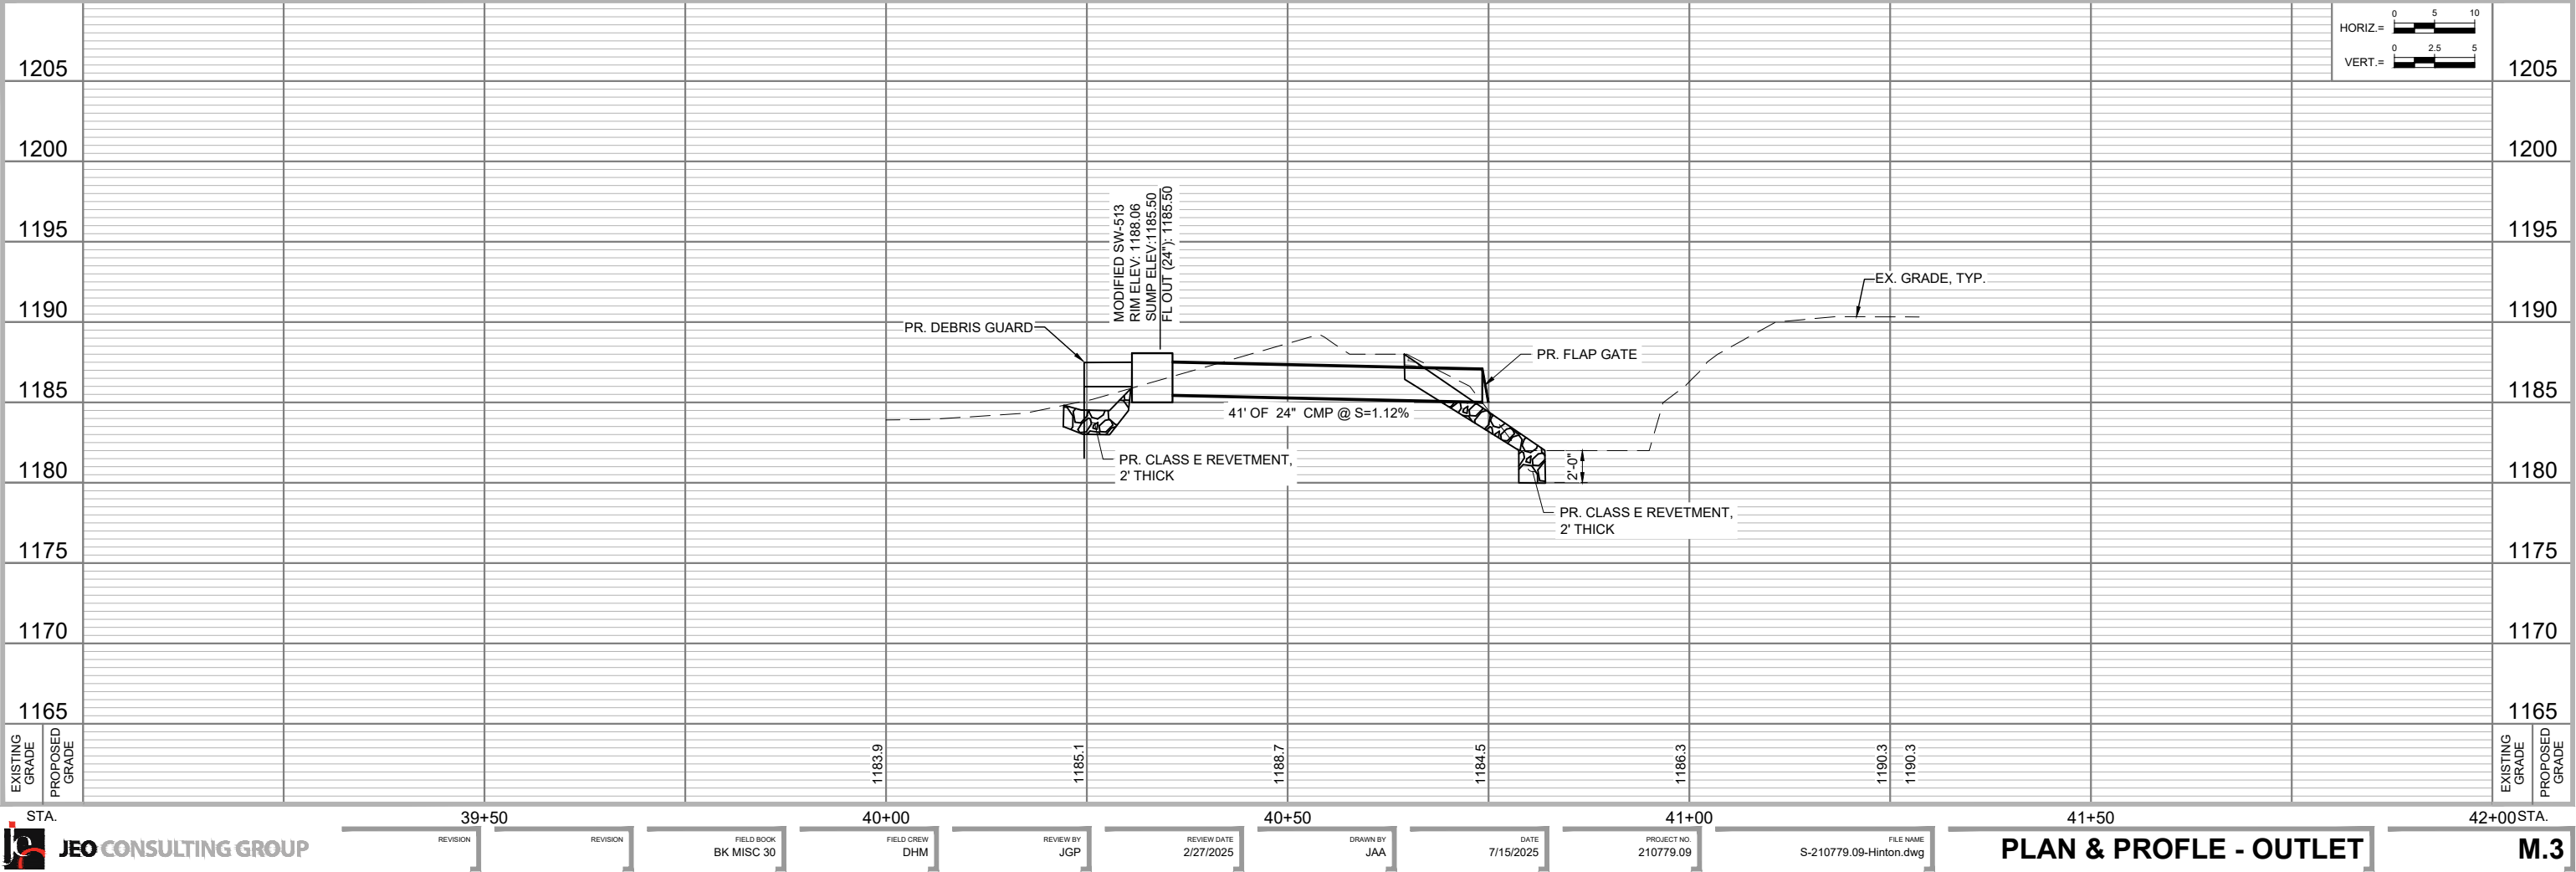 0 5 10
HORIZ.=
0 2.5 5
VERT.=
1205 1205
1200 1200
1195 1195
1190 1190
1185 1185
1180 1180
1175 1175
1170 1170
1165 1165
MODIFIED SW-513
RIM ELEV: 1188.06
SUMP ELEV:1185.50
FL OUT (24"): 1185.50
EX. GRADE, TYP.
PR. DEBRIS GUARD
PR. FLAP GATE
41' OF 24" CMP @ S=1.12%
PR. CLASS E REVETMENT,
2' THICK
2'-0"
PR. CLASS E REVETMENT,
2' THICK
EXISTING
GRADE
PROPOSED
GRADE
1183.9
1185.1
1188.7
1184.5
1186.3
1190.3
1190.3
EXISTING
GRADE
PROPOSED
GRADE
STA. 39+50 40+00 40+50 41+00 41+50 42+00 STA.
JEO CONSULTING GROUP
REVISION
REVISION
FIELD BOOK
BK MISC 30
FIELD CREW
DHM
REVIEW BY
JGP
REVIEW DATE
2/27/2025
DRAWN BY
JAA
DATE
7/15/2025
PROJECT NO.
210779.09
FILE NAME
S-210779.09-Hinton.dwg
PLAN & PROFLE - OUTLET
M.3